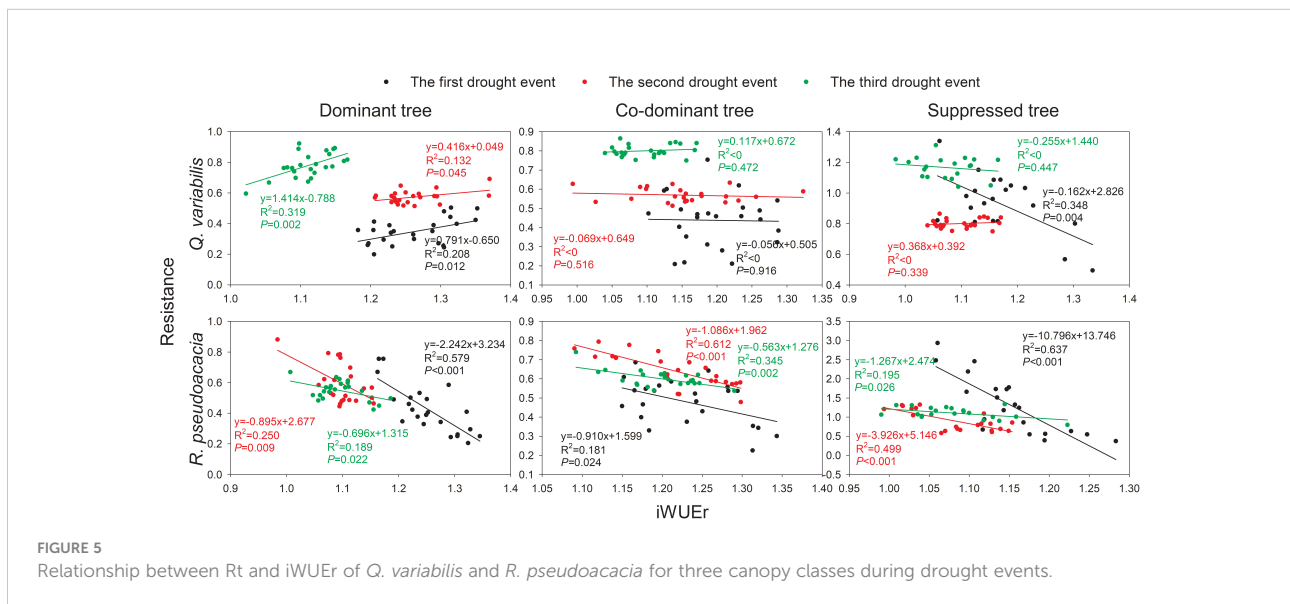 The first drought event The second drought event The third drought event
Dominant tree Co-dominant tree Suppressed tree
Resistance
Q. variabilis
1.0
0.8
0.6
0.4
0.2
0.0
1.0 1.1 1.2 1.3 1.4
y=0.416x+0.049
R²=0.132
P=0.045
y=1.414x-0.788
R²=0.319
P=0.002
y=0.791x-0.650
R²=0.208
P=0.012
0.9
0.8
0.7
0.6
0.5
0.4
0.3
0.2
0.1
0.95 1.00 1.05 1.10 1.15 1.20 1.25 1.30 1.35
y=0.117x+0.672
R²<0
P=0.472
y=-0.069x+0.649
R²<0
P=0.516
y=-0.056x+0.505
R²<0
P=0.916
1.4
1.2
1.0
0.8
0.6
0.4
0.9 1.0 1.1 1.2 1.3 1.4
y=-0.255x+1.440
R²<0
P=0.447
y=-0.162x+2.826
R²=0.348
P=0.004
y=0.368x+0.392
R²<0
P=0.339
R. pseudoacacia
1.0
0.8
0.6
0.4
0.2
0.0
0.9 1.0 1.1 1.2 1.3 1.4
y=-2.242x+3.234
R²=0.579
P<0.001
y=-0.895x+2.677
R²=0.250
P=0.009
y=-0.696x+1.315
R²=0.189
P=0.022
0.9
0.8
0.7
0.6
0.5
0.4
0.3
0.2
0.1
1.05 1.10 1.15 1.20 1.25 1.30 1.35 1.40
y=-1.086x+1.962
R²=0.612
P<0.001
y=-0.563x+1.276
R²=0.345
P=0.002
y=-0.910x+1.599
R²=0.181
P=0.024
3.5
3.0
2.5
2.0
1.5
1.0
0.5
0.0
-0.5
0.95 1.00 1.05 1.10 1.15 1.20 1.25 1.30
y=-10.796x+13.746
R²=0.637
P<0.001
y=-1.267x+2.474
R²=0.195
P=0.026
y=-3.926x+5.146
R²=0.499
P<0.001
iWUEr
FIGURE 5
Relationship between Rt and iWUEr of Q. variabilis and R. pseudoacacia for three canopy classes during drought events.